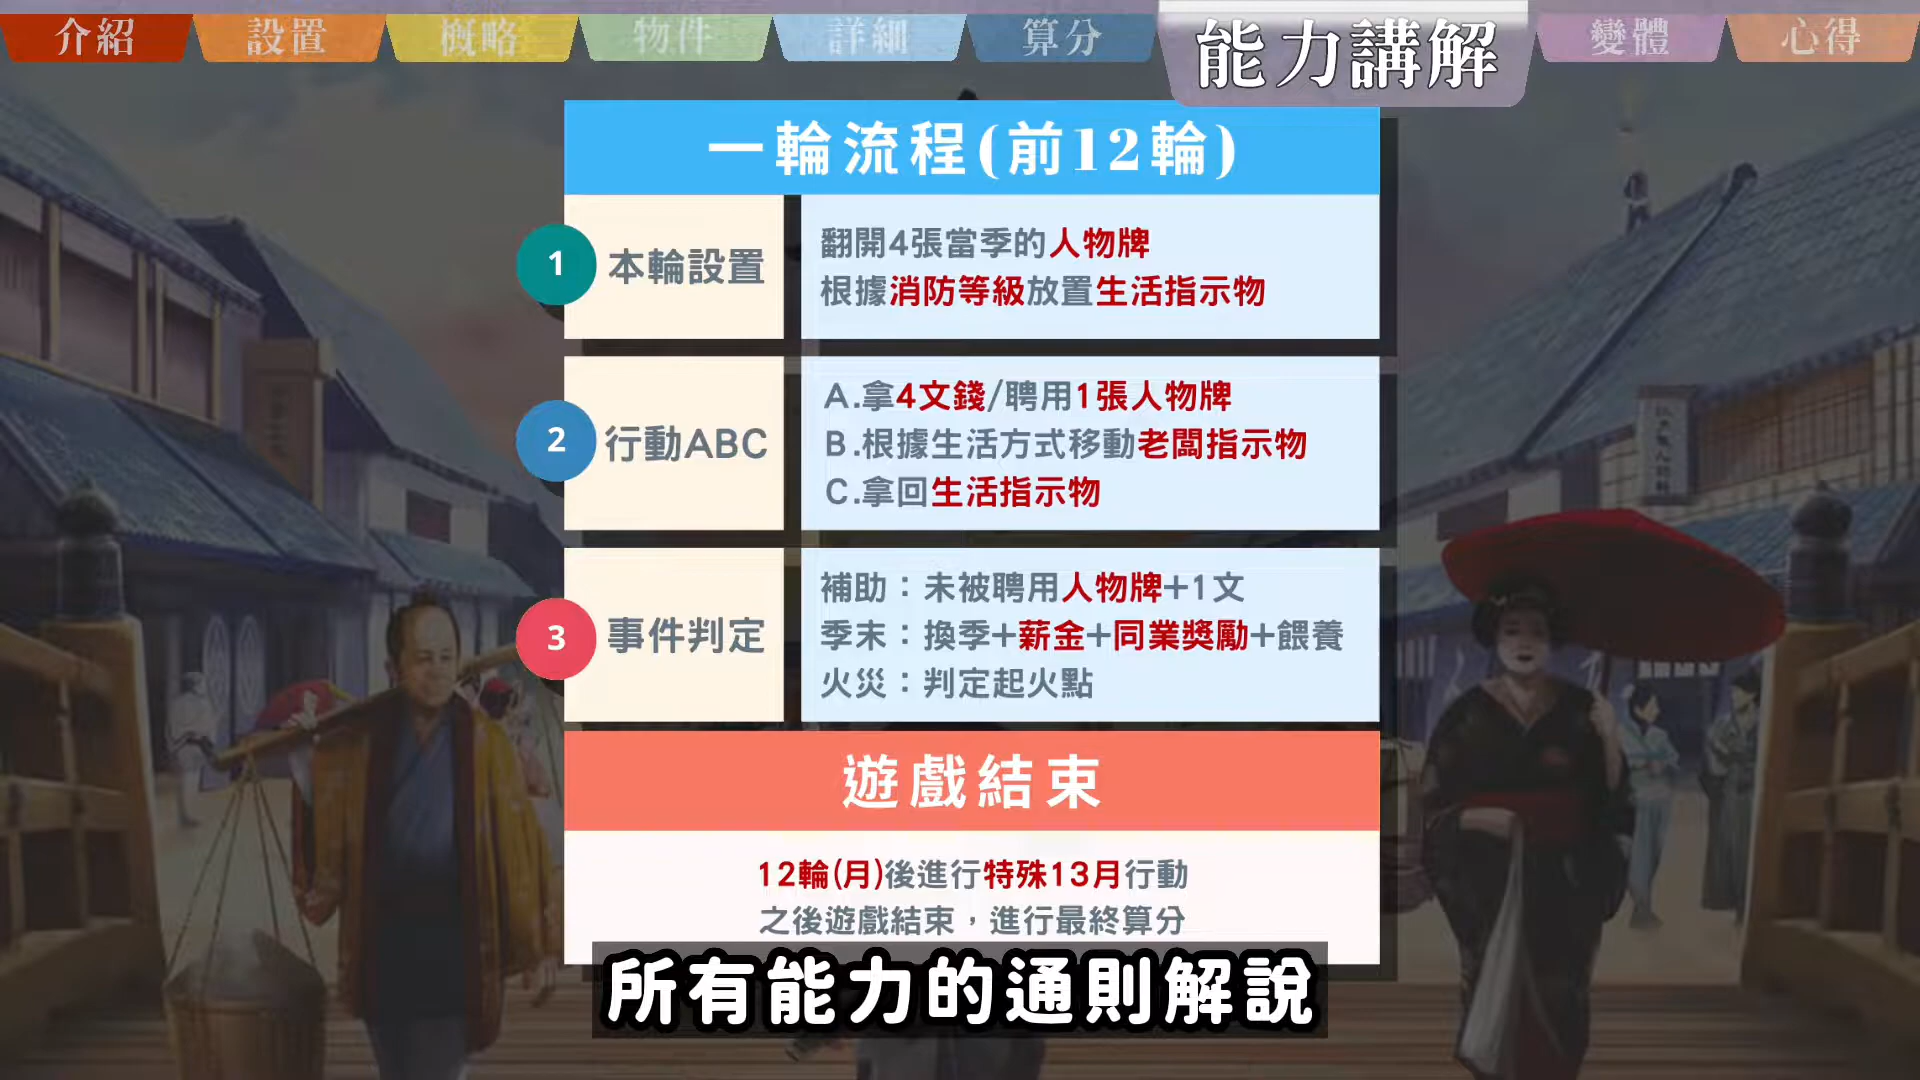 介紹
設置
概略
物件
詳細
算分
能力講解
變體
心得
一輪流程(前12輪)
1
本輪設置
翻開4張當季的人物牌
根據消防等級放置生活指示物
2
行動ABC
A.拿4文錢/聘用1張人物牌
B.根據生活方式移動老闆指示物
C.拿回生活指示物
3
事件判定
補助：未被聘用人物牌+1文
季末：換季+薪金+同業獎勵+餵養
火災：判定起火點
遊戲結束
12輪(月)後進行特殊13月行動
之後遊戲結束，進行最終算分
所有能力的通則解說